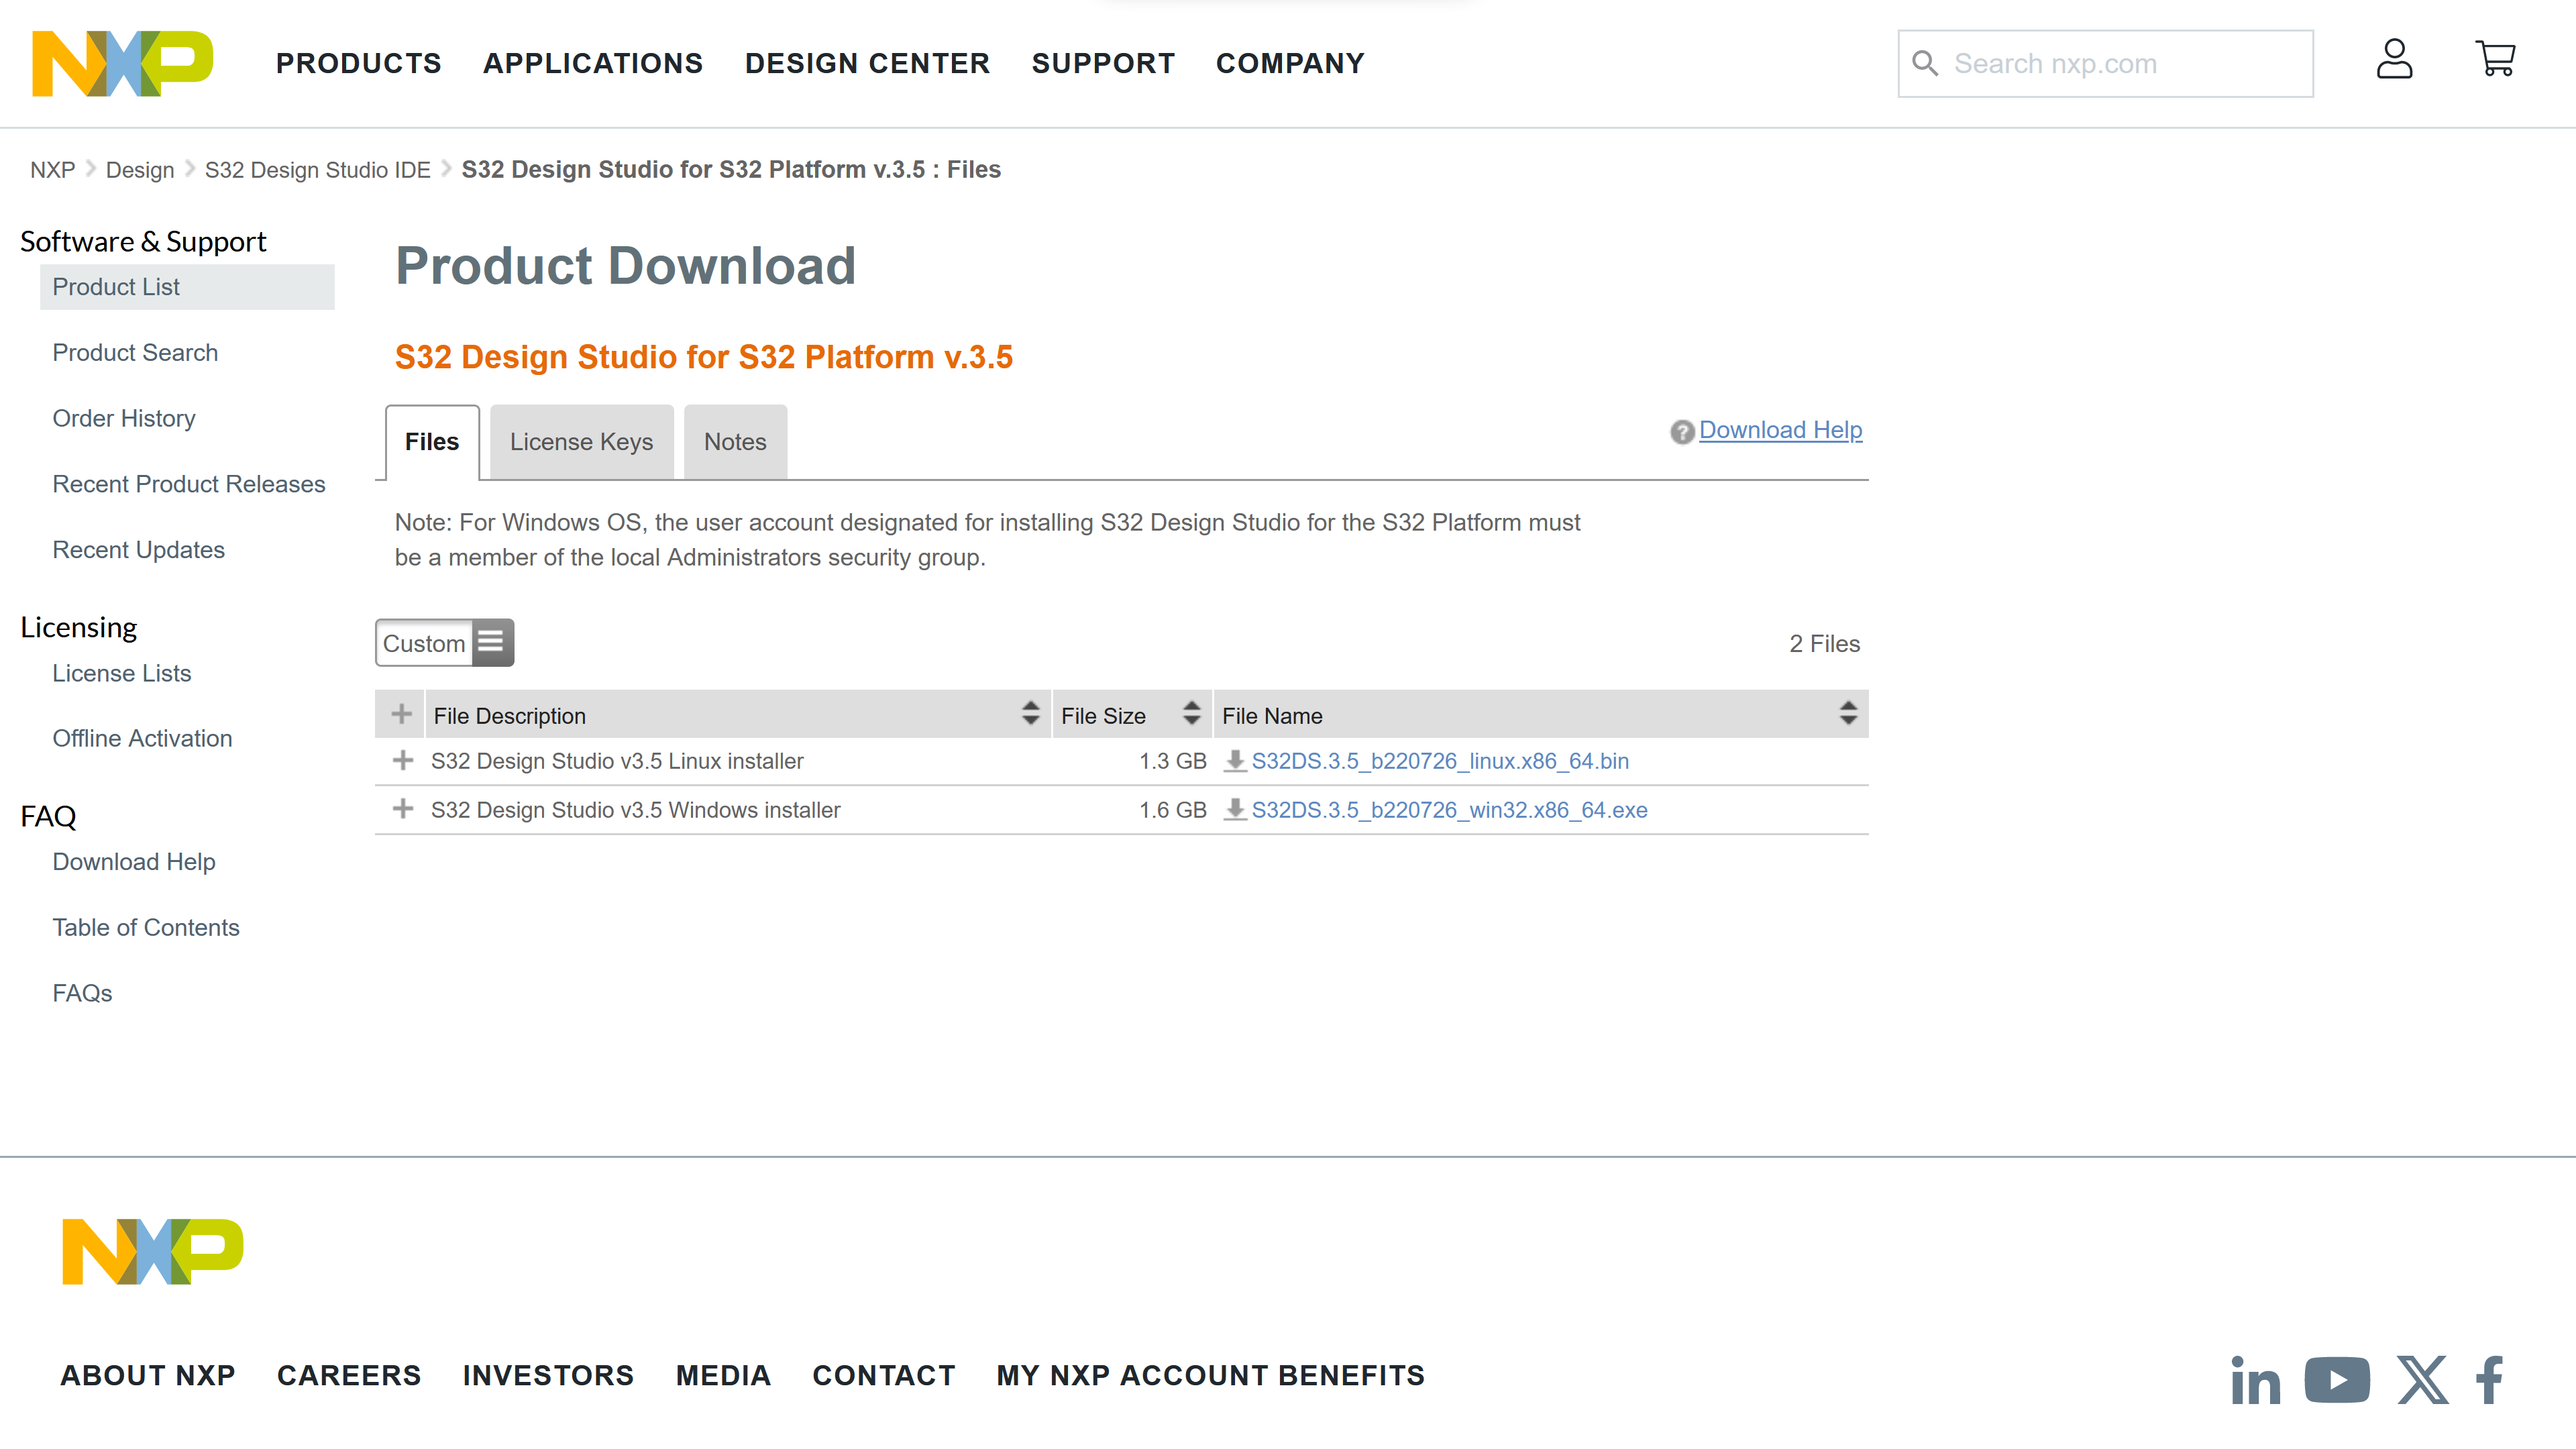 NXP
PRODUCTS APPLICATIONS DESIGN CENTER SUPPORT COMPANY
Search nxp.com
NXP Design S32 Design Studio IDE S32 Design Studio for S32 Platform v.3.5 : Files
Software & Support
Product List
Product Search
Order History
Recent Product Releases
Recent Updates
Licensing
License Lists
Offline Activation
FAQ
Download Help
Table of Contents
FAQs
Product Download
S32 Design Studio for S32 Platform v.3.5
Files License Keys Notes
? Download Help
Note: For Windows OS, the user account designated for installing S32 Design Studio for the S32 Platform must
be a member of the local Administrators security group.
Custom
2 Files
File Description File Size File Name
S32 Design Studio v3.5 Linux installer 1.3 GB S32DS.3.5_b220726_linux.x86_64.bin
S32 Design Studio v3.5 Windows installer 1.6 GB S32DS.3.5_b220726_win32.x86_64.exe
NXP
ABOUT NXP CAREERS INVESTORS MEDIA CONTACT MY NXP ACCOUNT BENEFITS